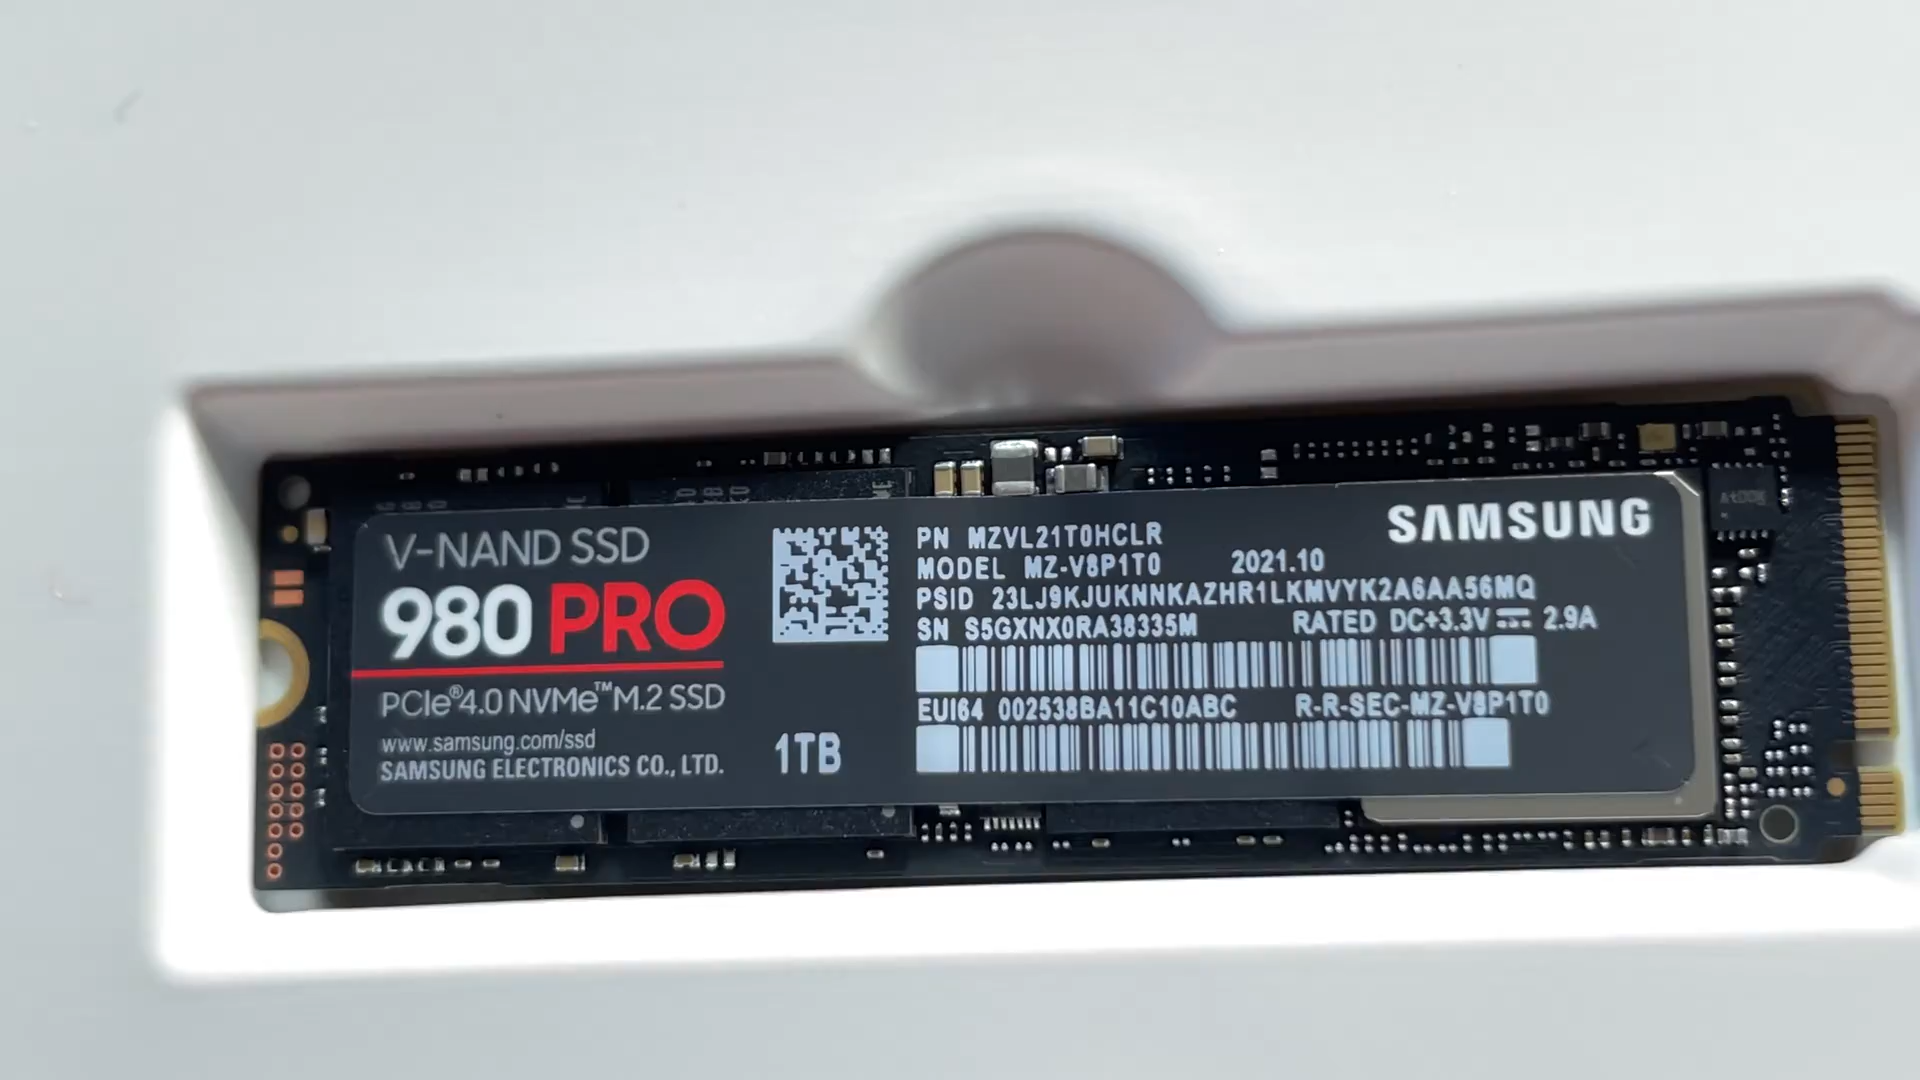 V-NAND SSD
980 PRO
PCIe®4.0 NVMe™ M.2 SSD
www.samsung.com/ssd
SAMSUNG ELECTRONICS CO., LTD.
1TB
SAMSUNG
PN MZVL21T0HCLR
MODEL MZ-V8P1T0 2021.10
PSID 23LJ9KJUKNNKAZHR1LKMVYK2A6AA56MQ
SN S5GXNX0RA38335M RATED DC+3.3V ⎓ 2.9A
EUI64 002538BA11C10ABC R-R-SEC-MZ-V8P1T0